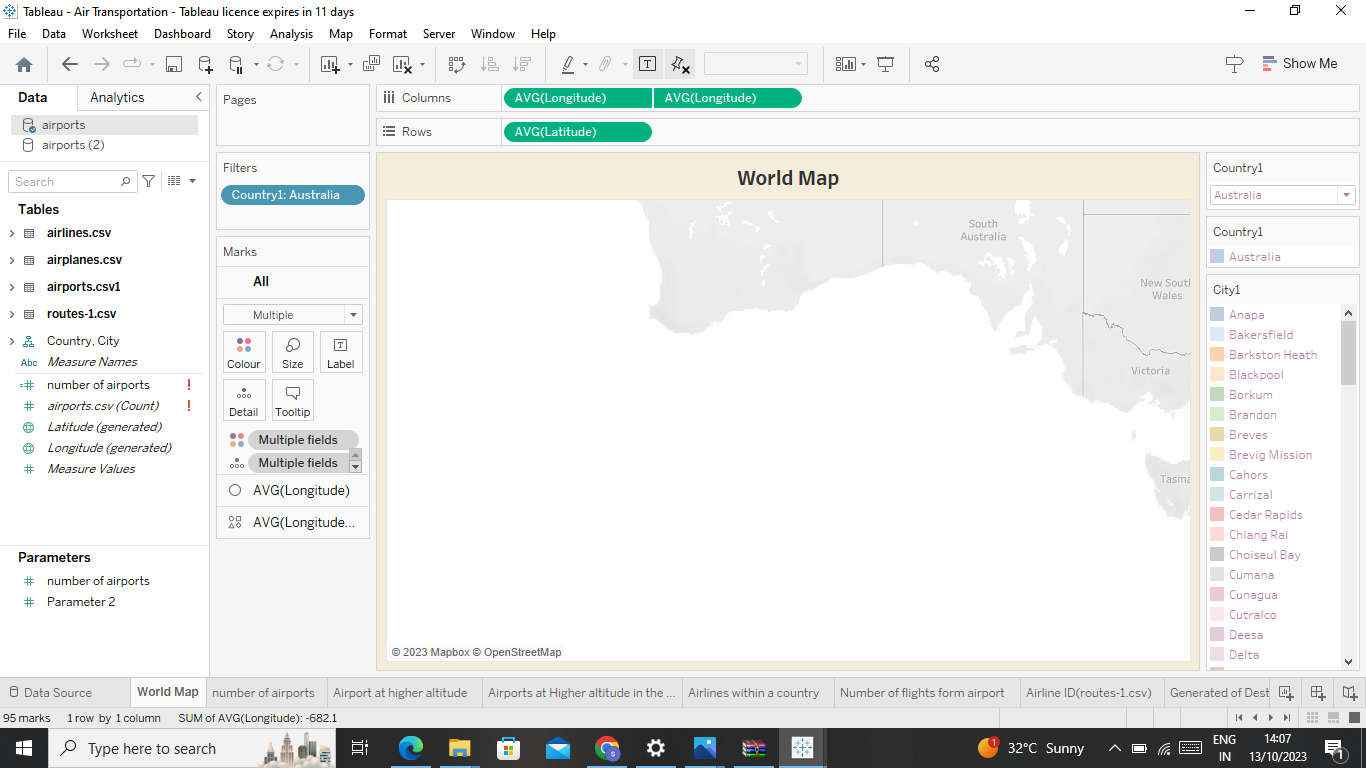 Tableau - Air Transportation - Tableau licence expires in 11 days
File Data Worksheet Dashboard Story Analysis Map Format Server Window Help
Show Me
Data Analytics
airports
airports (2)
Search
Tables
airlines.csv
airplanes.csv
airports.csv1
routes-1.csv
Country, City
Abc Measure Names
number of airports !
airports.csv (Count) !
Latitude (generated)
Longitude (generated)
Measure Values
Parameters
number of airports
Parameter 2
Pages
Filters
Country1: Australia
Marks
All
Multiple
Colour Size Label
Detail Tooltip
Multiple fields
Multiple fields
AVG(Longitude)
AVG(Longitude...
Columns AVG(Longitude) AVG(Longitude)
Rows AVG(Latitude)
World Map
South
Australia
New South
Wales
Victoria
Tasma
© 2023 Mapbox © OpenStreetMap
Country1
Australia
Country1
Australia
City1
Anapa
Bakersfield
Barkston Heath
Blackpool
Borkum
Brandon
Breves
Brevig Mission
Cahors
Carrizal
Cedar Rapids
Chiang Rai
Choiseul Bay
Cumana
Cunagua
Cutralco
Deesa
Delta
Data Source World Map number of airports Airport at higher altitude Airports at Higher altitude in the ... Airlines within a country Number of flights form airport Airline ID(routes-1.csv) Generated of Dest
95 marks 1 row by 1 column SUM of AVG(Longitude): -682.1
Type here to search
32°C Sunny
ENG
IN
14:07
13/10/2023
1